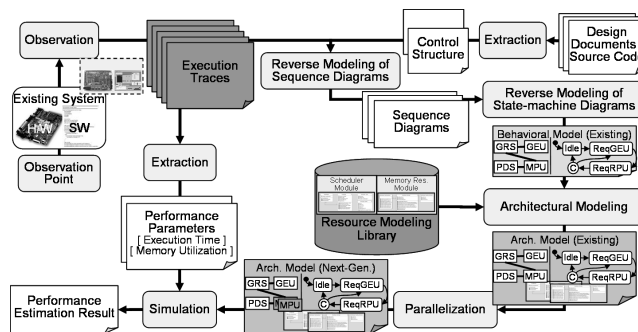 Observation
Execution
Traces
Reverse Modeling of
Sequence Diagrams
Control
Structure
Extraction
Design
Documents
Source Code
Existing System
H/W
SW
Observation
Point
Sequence
Diagrams
Reverse Modeling of
State-machine Diagrams
Behavioral Model (Existing)
GRS
GEU
Idle
ReqGEU
PDS
MPU
C
ReqRPU
Extraction
Scheduler
Module
Memory Res.
Module
Resource Modeling
Library
Architectural Modeling
Performance
Parameters
[ Execution Time ]
[ Memory Utilization ]
Arch. Model (Existing)
GRS
GEU
Idle
ReqGEU
PDS
MPU
C
ReqRPU
Arch. Model (Next-Gen.)
GRS
GEU
Idle
ReqGEU
PDS
MPU
C
ReqRPU
Performance
Estimation Result
Simulation
Parallelization